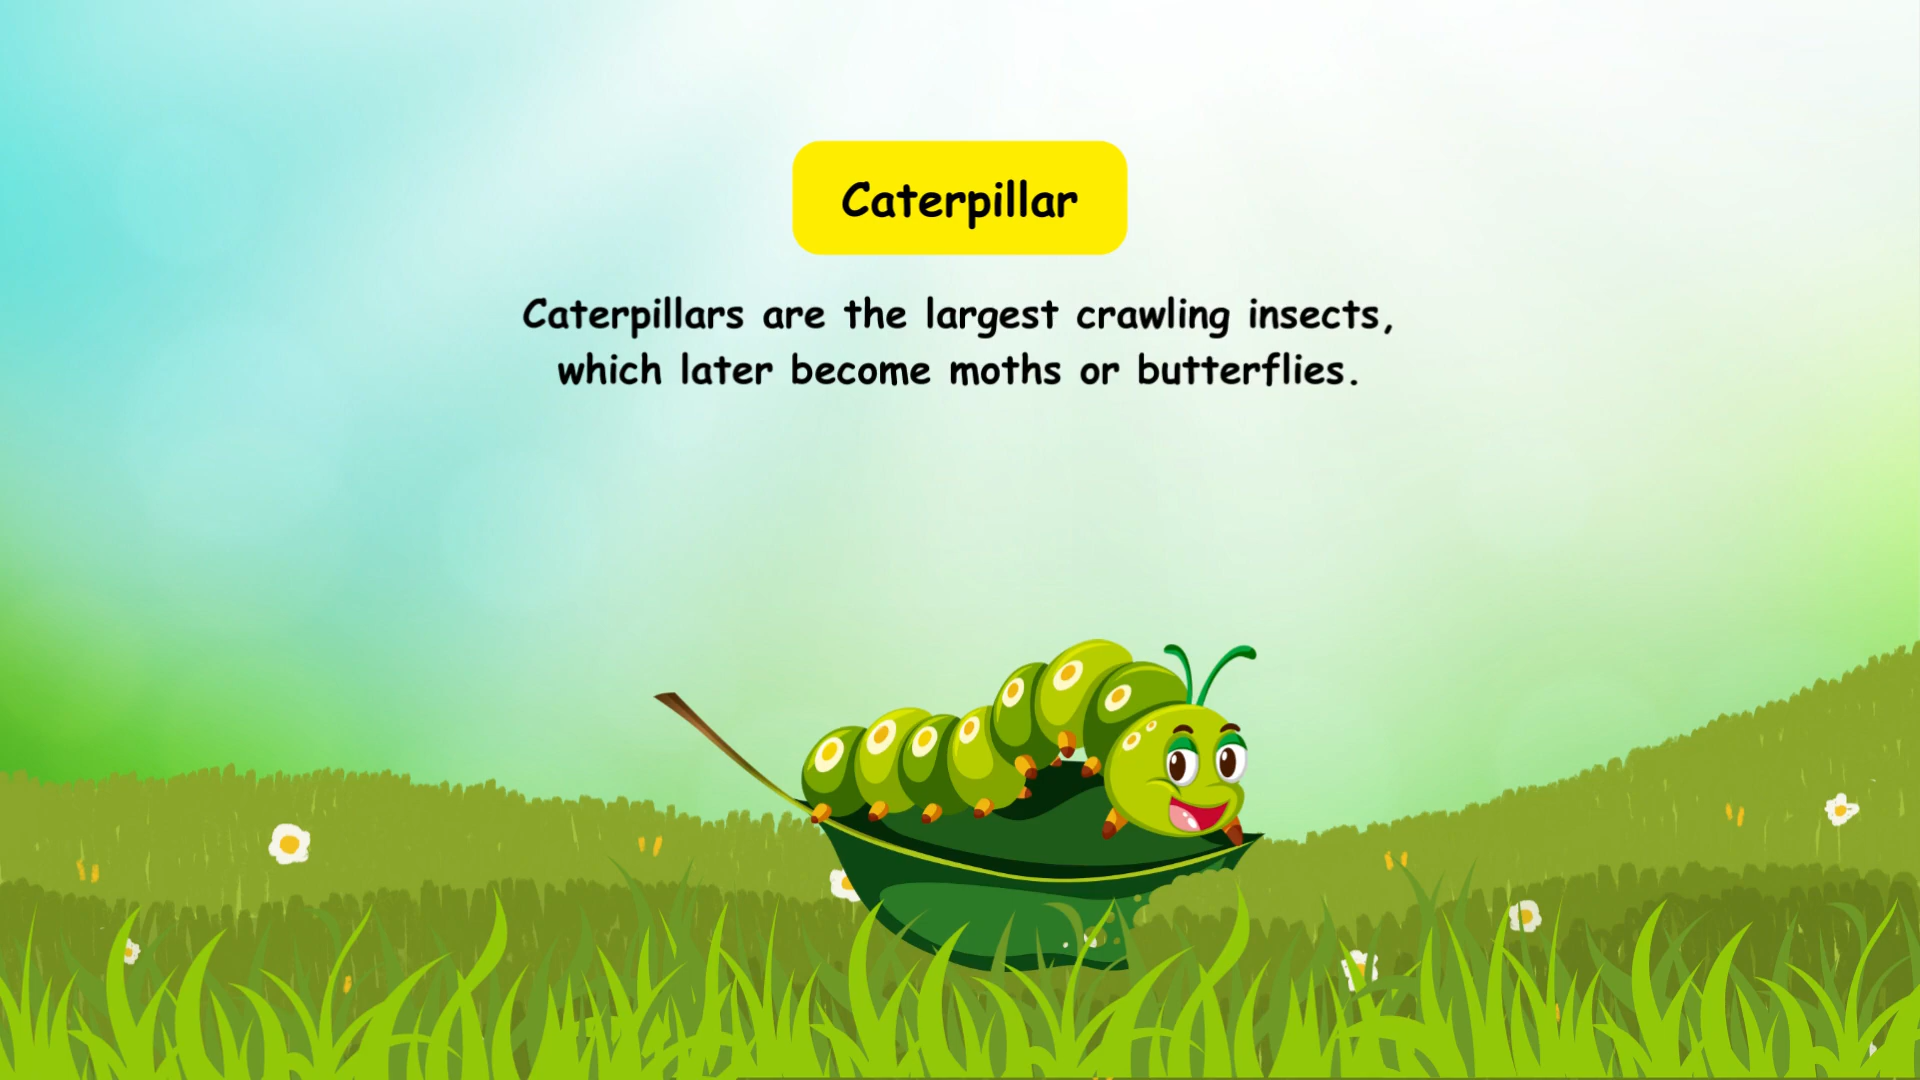 Caterpillar
Caterpillars are the largest crawling insects,
which later become moths or butterflies.